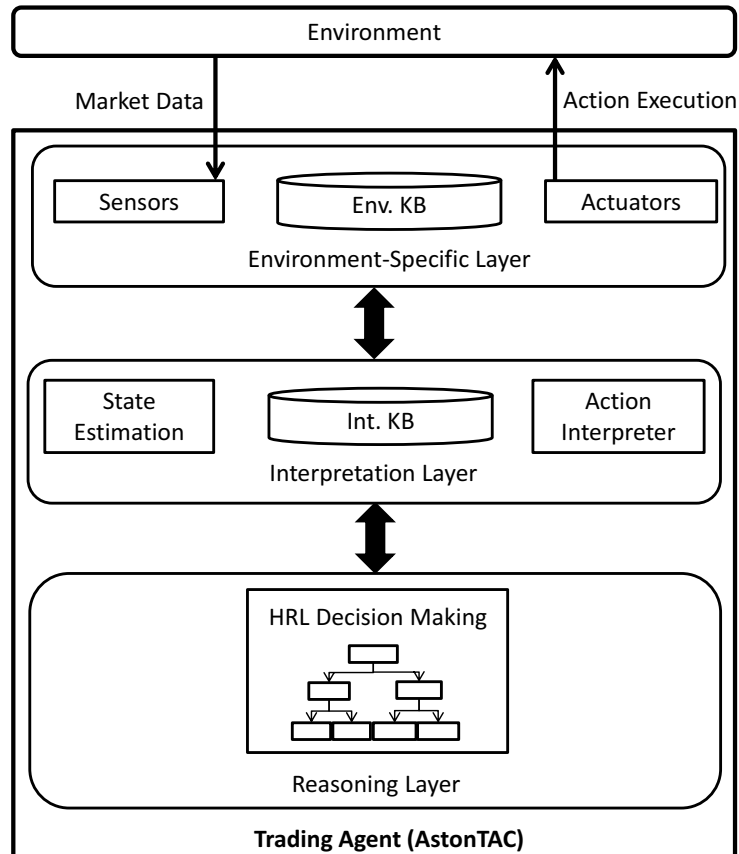 Environment
Market Data
Action Execution
Sensors
Env. KB
Actuators
Environment-Specific Layer
State
Estimation
Int. KB
Action
Interpreter
Interpretation Layer
HRL Decision Making
Reasoning Layer
Trading Agent (AstonTAC)